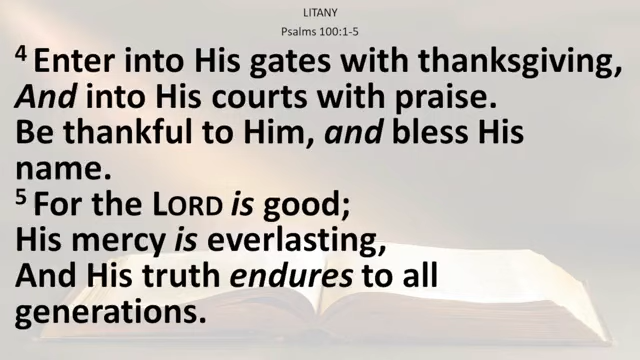 LITANY
Psalms 100:1-5
4 Enter into His gates with thanksgiving,
And into His courts with praise.
Be thankful to Him, and bless His
name.
5 For the LORD is good;
His mercy is everlasting,
And His truth endures to all
generations.